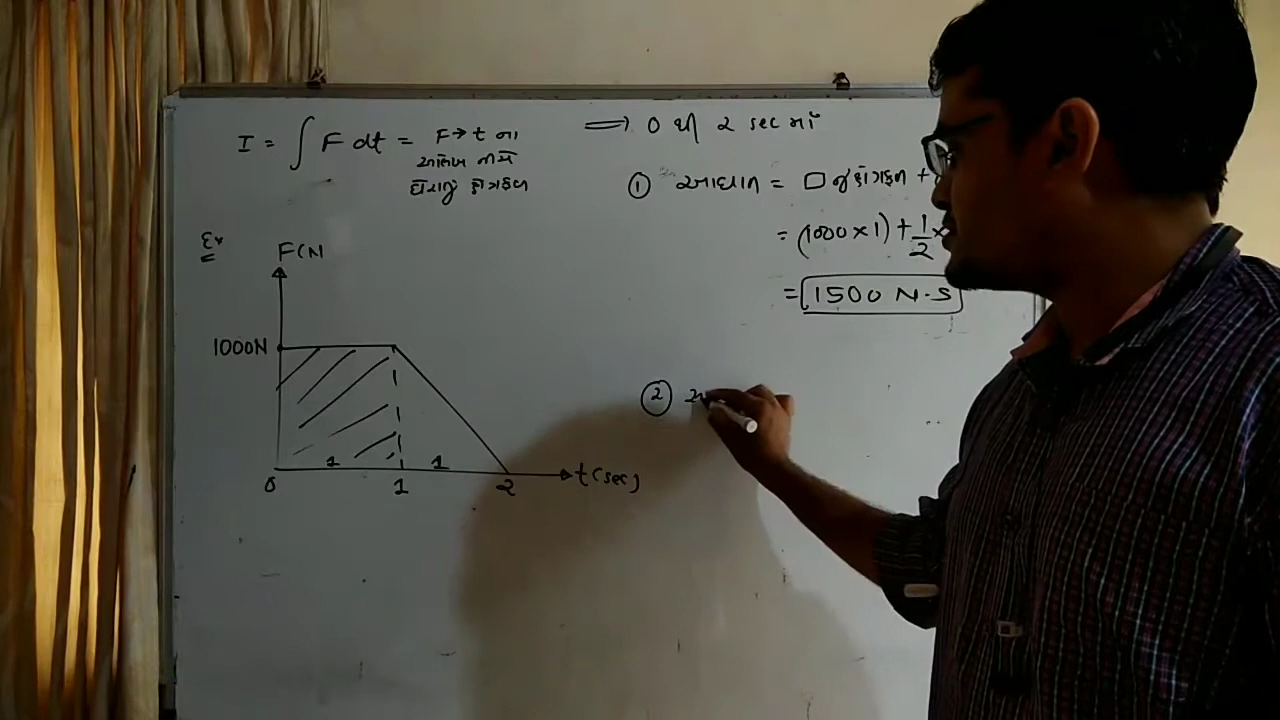 I = ∫ F dt = F → t ના
આલેખ નીચે
ઘેરાતું ક્ષેત્રફળ
⟹ 0 થી 2 sec માં
① આઘાત = □ નું ક્ષેત્રફળ +
= (1000 × 1) + 1/2 ×
= 1500 N·S
Ex F(N
1000N
1 1
0 1 2 t(sec)
②